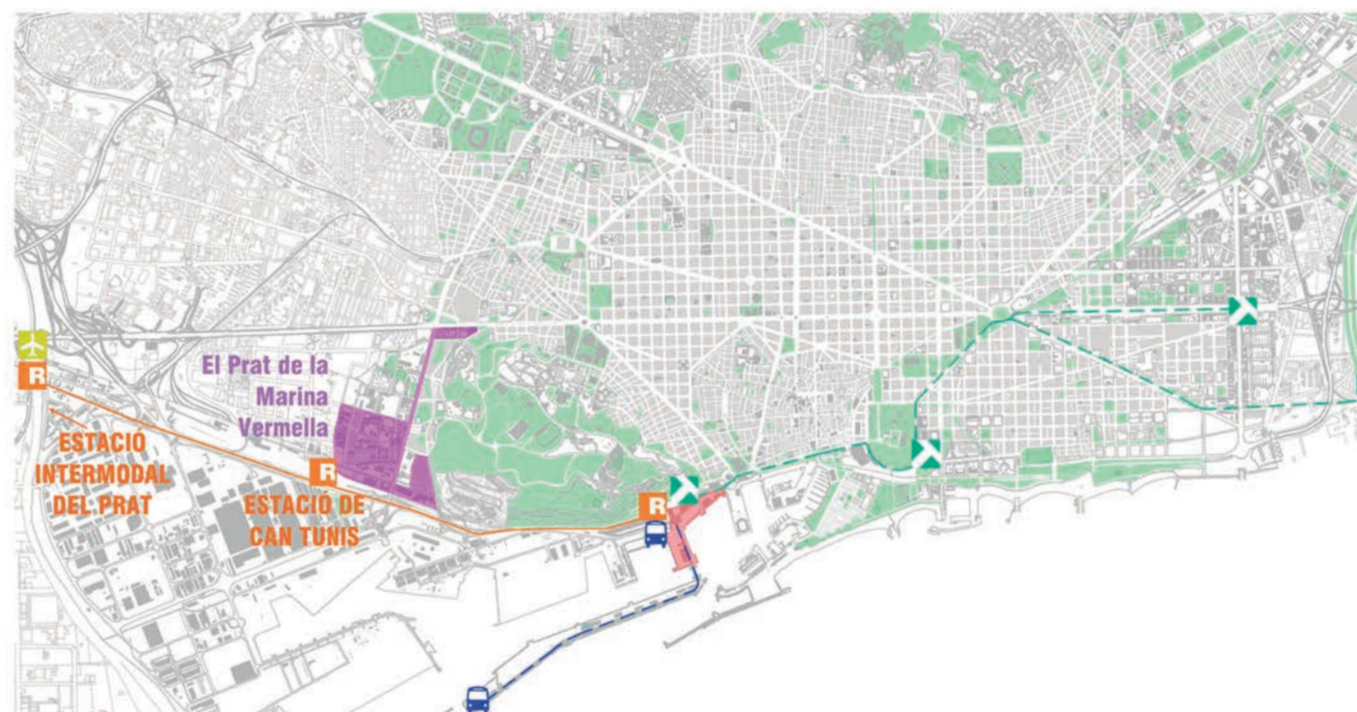 El Prat de la
Marina
Vermella
R
ESTACIÓ
INTERMODAL
DEL PRAT
R
ESTACIÓ DE
CAN TUNIS
R